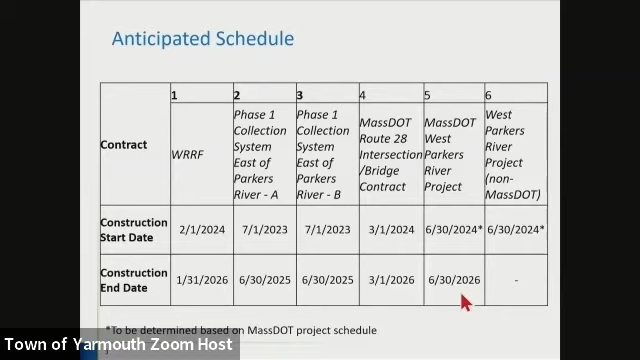 Anticipated Schedule
Contract
1
WRRF
2
Phase 1
Collection
System
East of
Parkers
River - A
3
Phase 1
Collection
System
East of
Parkers
River - B
4
MassDOT
Route 28
Intersection
/Bridge
Contract
5
MassDOT
West
Parkers
River
Project
6
West
Parkers
River
Project
(non-
MassDOT)
Construction
Start Date
2/1/2024
7/1/2023
7/1/2023
3/1/2024
6/30/2024*
6/30/2024*
Construction
End Date
1/31/2026
6/30/2025
6/30/2025
3/1/2026
6/30/2026
-
*To be determined based on MassDOT project schedule
Town of Yarmouth Zoom Host